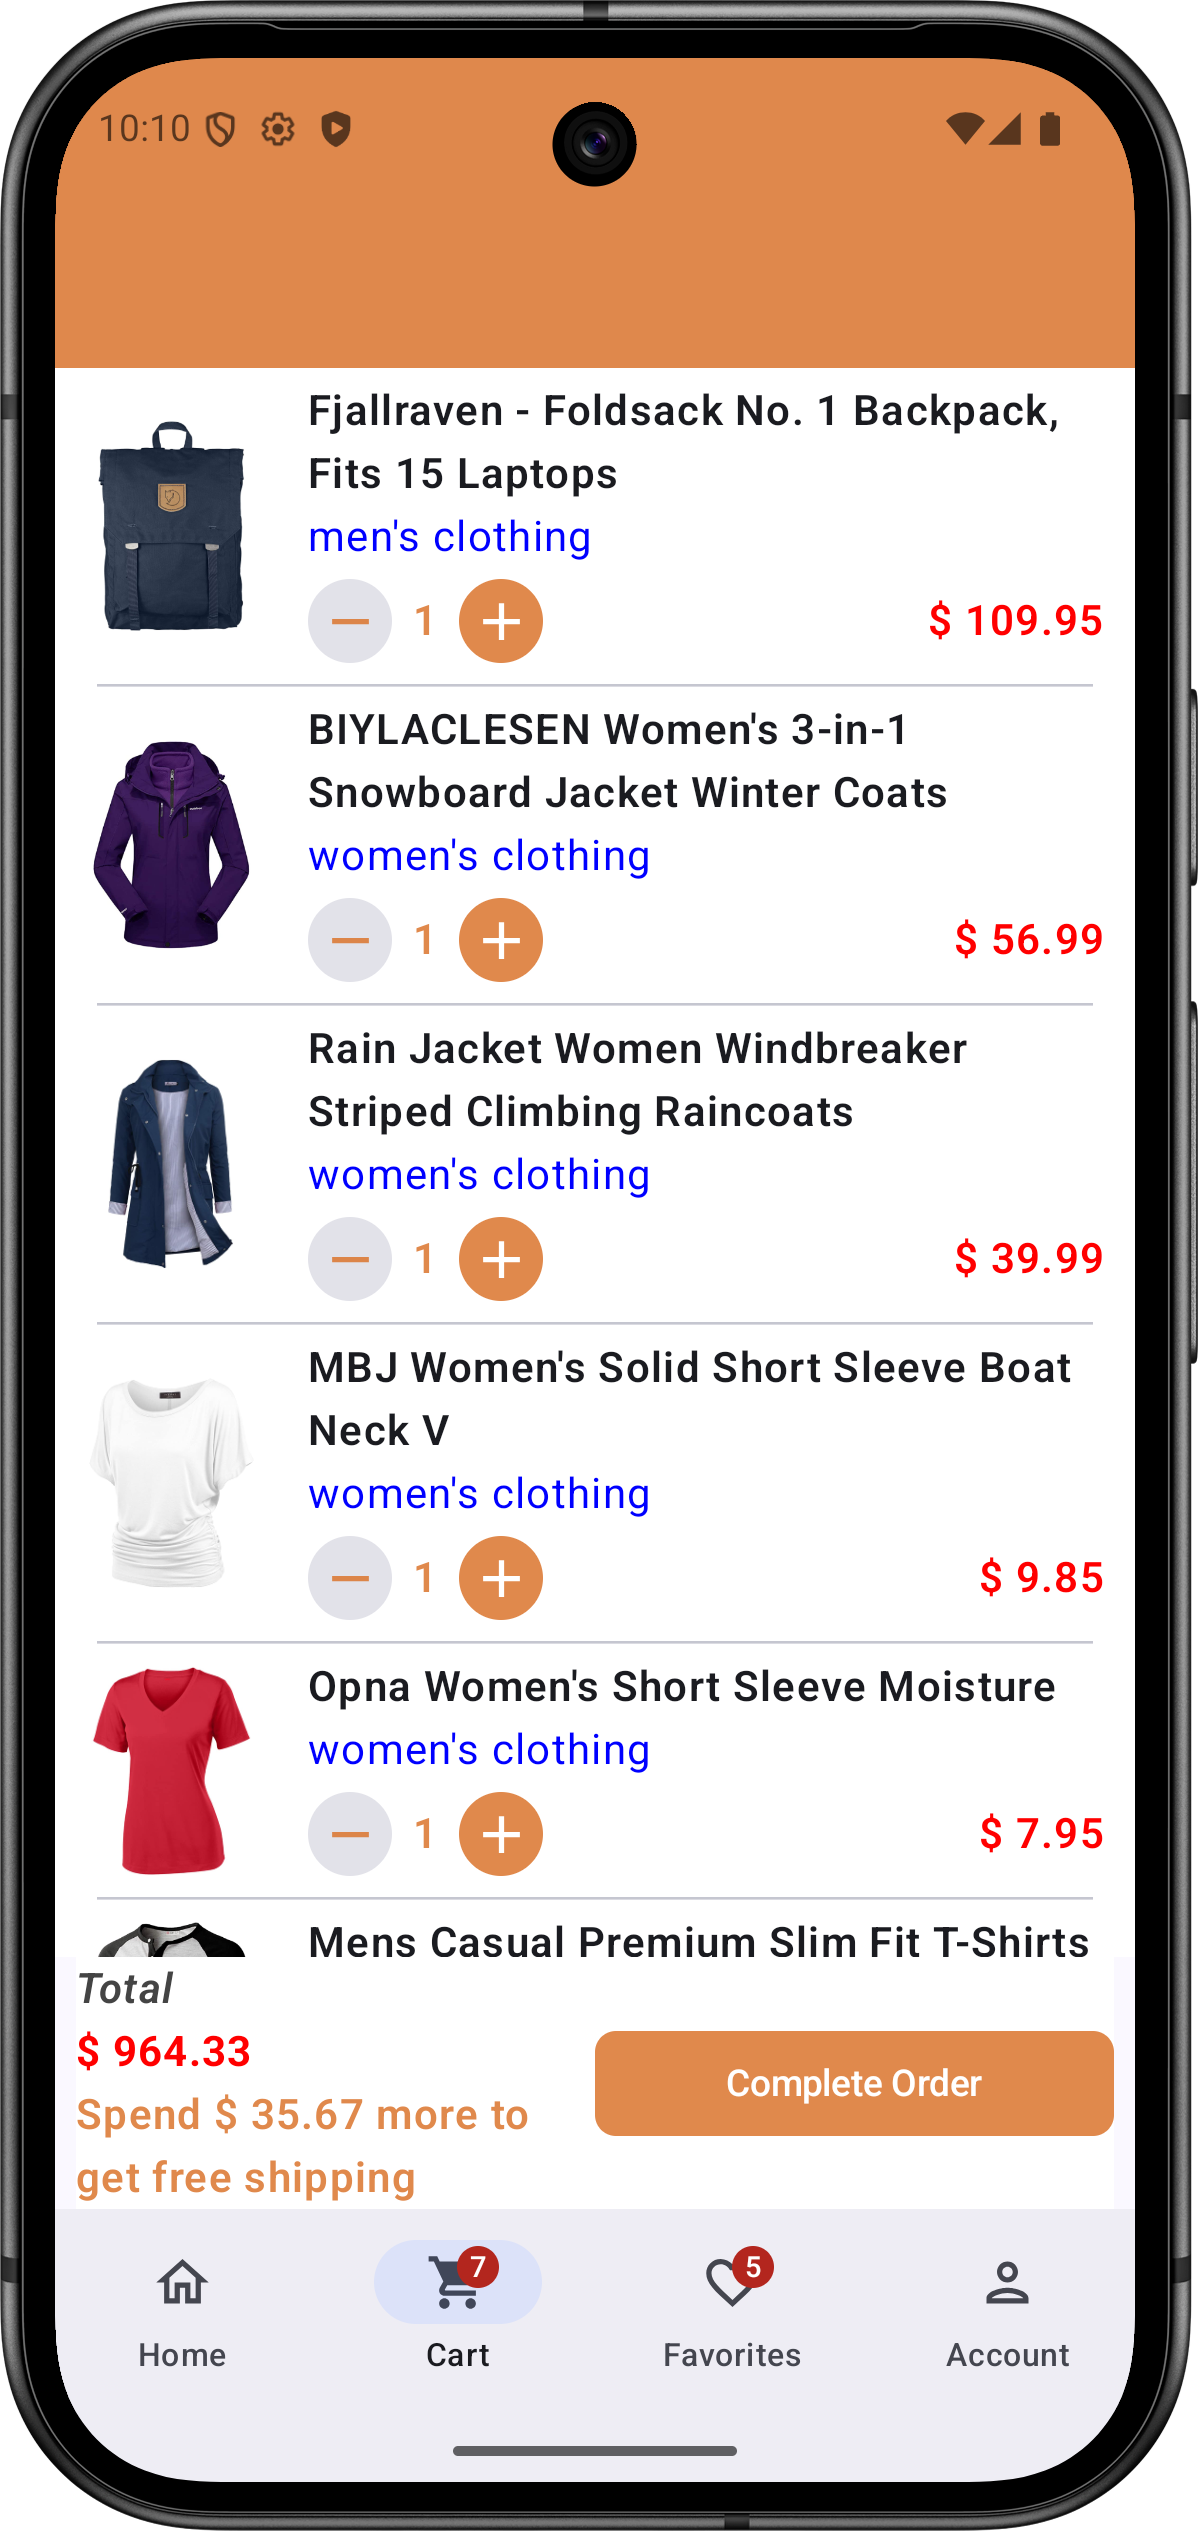 10:10
Fjallraven - Foldsack No. 1 Backpack,
Fits 15 Laptops
men's clothing
1
$ 109.95
BIYLACLESEN Women's 3-in-1
Snowboard Jacket Winter Coats
women's clothing
1
$ 56.99
Rain Jacket Women Windbreaker
Striped Climbing Raincoats
women's clothing
1
$ 39.99
MBJ Women's Solid Short Sleeve Boat
Neck V
women's clothing
1
$ 9.85
Opna Women's Short Sleeve Moisture
women's clothing
1
$ 7.95
Mens Casual Premium Slim Fit T-Shirts
Total
$ 964.33
Spend $ 35.67 more to
get free shipping
Complete Order
7
5
Home
Cart
Favorites
Account